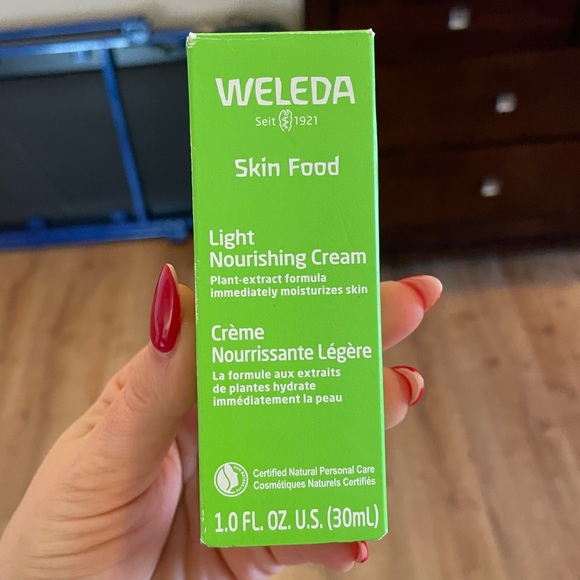 WELEDA
Seit 1921
Skin Food
Light
Nourishing Cream
Plant-extract formula
immediately moisturizes skin
Crème
Nourrissante Légère
La formule aux extraits
de plantes hydrate
immédiatement la peau
Certified Natural Personal Care
Cosmétiques Naturels Certifiés
1.0 FL. OZ. U.S. (30mL)